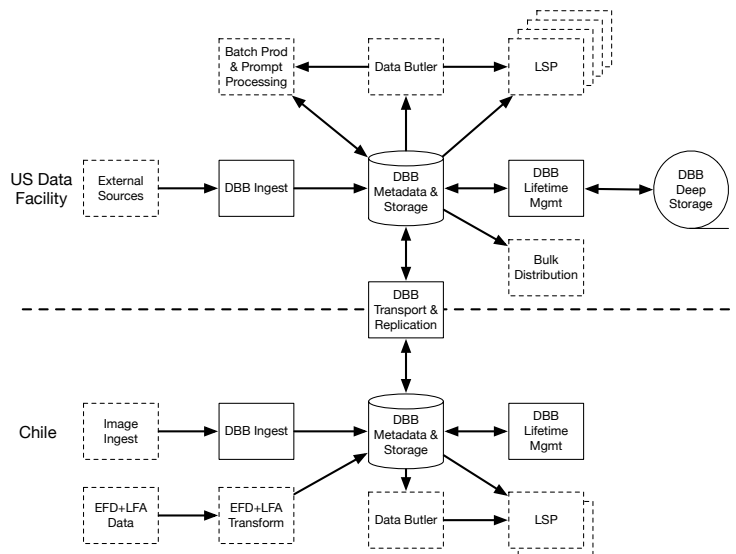 Batch Prod
& Prompt
Processing
Data Butler
LSP
US Data
Facility
External
Sources
DBB Ingest
DBB
Metadata &
Storage
DBB
Lifetime
Mgmt
DBB
Deep
Storage
Bulk
Distribution
DBB
Transport &
Replication
Chile
Image
Ingest
DBB Ingest
DBB
Metadata &
Storage
DBB
Lifetime
Mgmt
EFD+LFA
Data
EFD+LFA
Transform
Data Butler
LSP